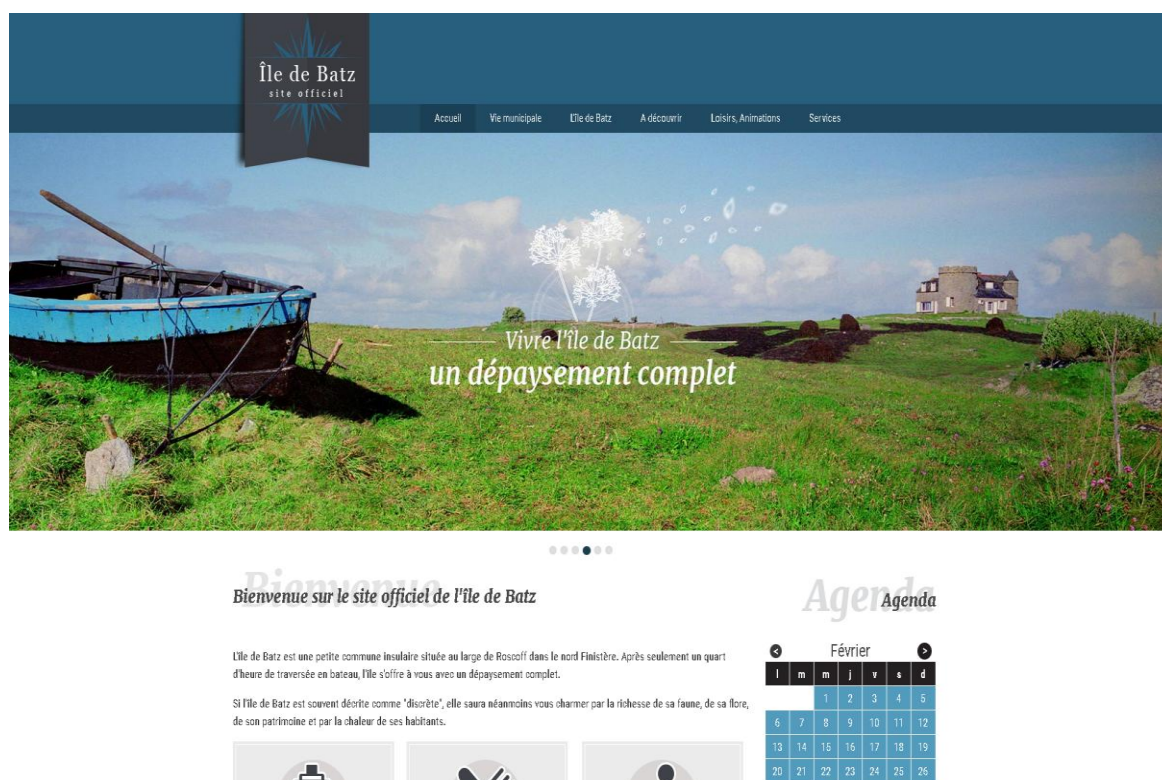 Île de Batz
site officiel
Accueil Vie municipale L'île de Batz A découvrir Loisirs, Animations Services
Vivre l'île de Batz
un dépaysement complet
Bienvenue
Bienvenue sur le site officiel de l'île de Batz
L'île de Batz est une petite commune insulaire située au large de Roscoff dans le nord Finistère. Après seulement un quart
d'heure de traversée en bateau, l'île s'offre à vous avec un dépaysement complet.
Si l'île de Batz est souvent décrite comme "discrète", elle saura néanmoins vous charmer par la richesse de sa faune, de sa flore,
de son patrimoine et par la chaleur de ses habitants.
Agenda
Agenda
Février
l m m j v s d
1 2 3 4 5
6 7 8 9 10 11 12
13 14 15 16 17 18 19
20 21 22 23 24 25 26